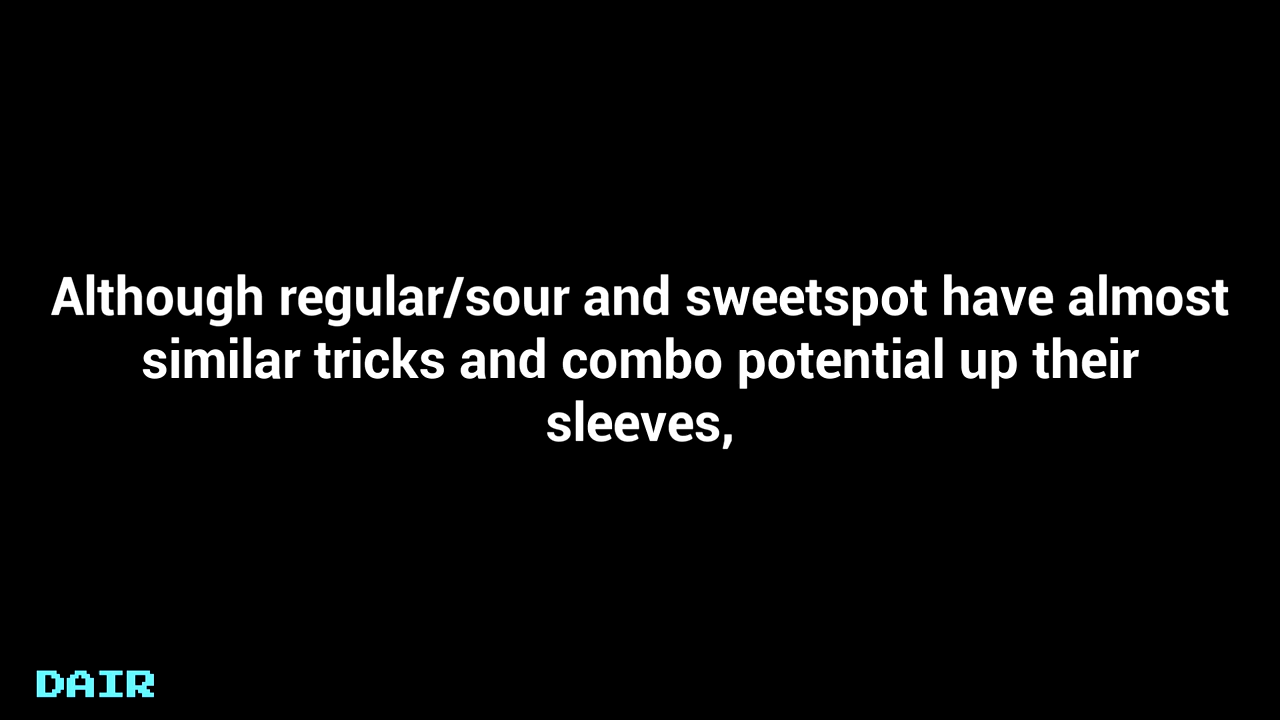 Although regular/sour and sweetspot have almost
similar tricks and combo potential up their
sleeves,
DAIR